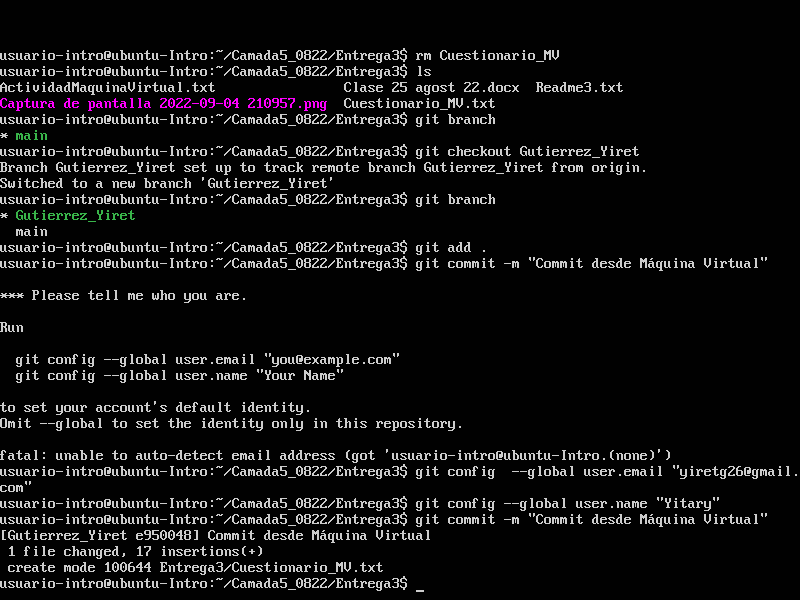 usuario-intro@ubuntu-Intro:~/Camada5_0822/Entrega3$ rm Cuestionario_MV
usuario-intro@ubuntu-Intro:~/Camada5_0822/Entrega3$ ls
ActividadMaquinaVirtual.txt                Clase 25 agost 22.docx  Readme3.txt
Captura de pantalla 2022-09-04 210957.png  Cuestionario_MV.txt
usuario-intro@ubuntu-Intro:~/Camada5_0822/Entrega3$ git branch
* main
usuario-intro@ubuntu-Intro:~/Camada5_0822/Entrega3$ git checkout Gutierrez_Yiret
Branch Gutierrez_Yiret set up to track remote branch Gutierrez_Yiret from origin.
Switched to a new branch 'Gutierrez_Yiret'
usuario-intro@ubuntu-Intro:~/Camada5_0822/Entrega3$ git branch
* Gutierrez_Yiret
  main
usuario-intro@ubuntu-Intro:~/Camada5_0822/Entrega3$ git add .
usuario-intro@ubuntu-Intro:~/Camada5_0822/Entrega3$ git commit -m "Commit desde Máquina Virtual"

*** Please tell me who you are.

Run

  git config --global user.email "you@example.com"
  git config --global user.name "Your Name"

to set your account's default identity.
Omit --global to set the identity only in this repository.

fatal: unable to auto-detect email address (got 'usuario-intro@ubuntu-Intro.(none)')
usuario-intro@ubuntu-Intro:~/Camada5_0822/Entrega3$ git config  --global user.email "yiretg26@gmail.
com"
usuario-intro@ubuntu-Intro:~/Camada5_0822/Entrega3$ git config --global user.name "Yitary"
usuario-intro@ubuntu-Intro:~/Camada5_0822/Entrega3$ git commit -m "Commit desde Máquina Virtual"
[Gutierrez_Yiret e950048] Commit desde Máquina Virtual
 1 file changed, 17 insertions(+)
 create mode 100644 Entrega3/Cuestionario_MV.txt
usuario-intro@ubuntu-Intro:~/Camada5_0822/Entrega3$ _